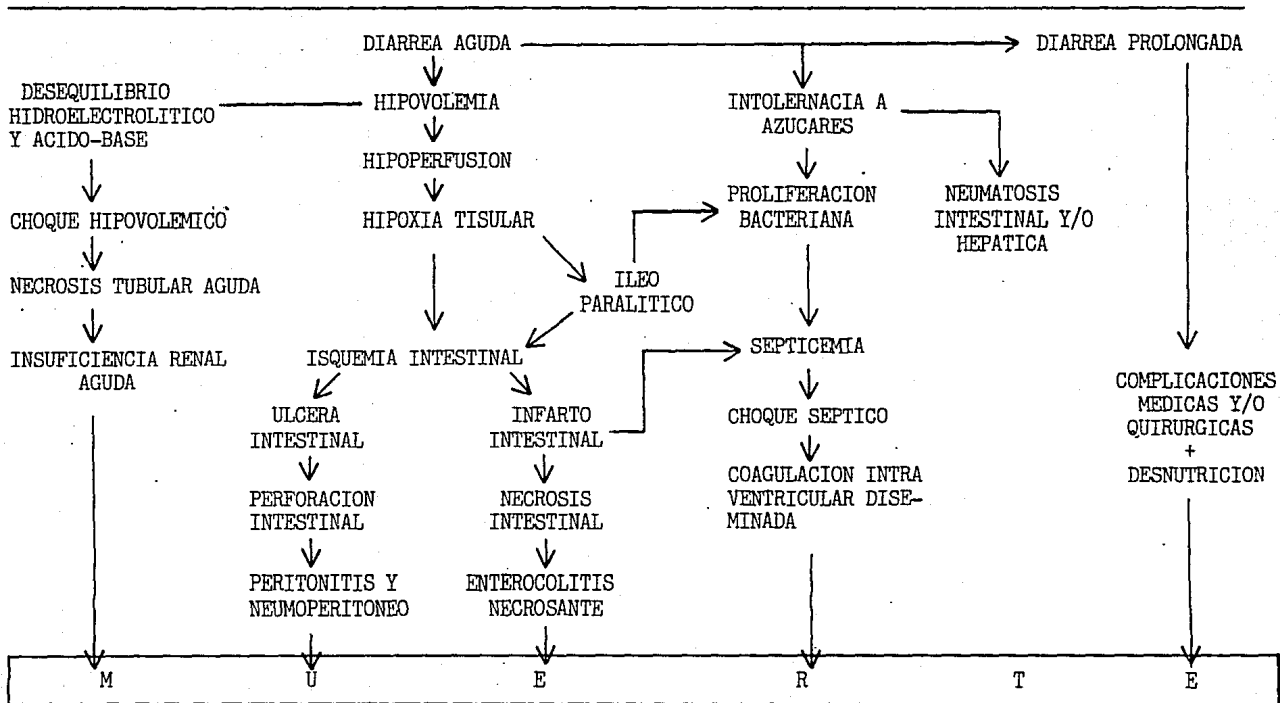 DIARREA AGUDA
DIARREA PROLONGADA
DESEQUILIBRIO
HIDROELECTROLITICO
Y ACIDO-BASE
HIPOVOLEMIA
INTOLERNACIA A
AZUCARES
HIPOPERFUSION
CHOQUE HIPOVOLEMICO
HIPOXIA TISULAR
PROLIFERACION
BACTERIANA
NEUMATOSIS
INTESTINAL Y/O
HEPATICA
NECROSIS TUBULAR AGUDA
ILEO
PARALITICO
INSUFICIENCIA RENAL
AGUDA
ISQUEMIA INTESTINAL
SEPTICEMIA
COMPLICACIONES
MEDICAS Y/O
QUIRURGICAS
+
DESNUTRICION
ULCERA
INTESTINAL
INFARTO
INTESTINAL
CHOQUE SEPTICO
PERFORACION
INTESTINAL
NECROSIS
INTESTINAL
COAGULACION INTRA
VENTRICULAR DISE-
MINADA
PERITONITIS Y
NEUMOPERITONEO
ENTEROCOLITIS
NECROSANTE
M U E R T E